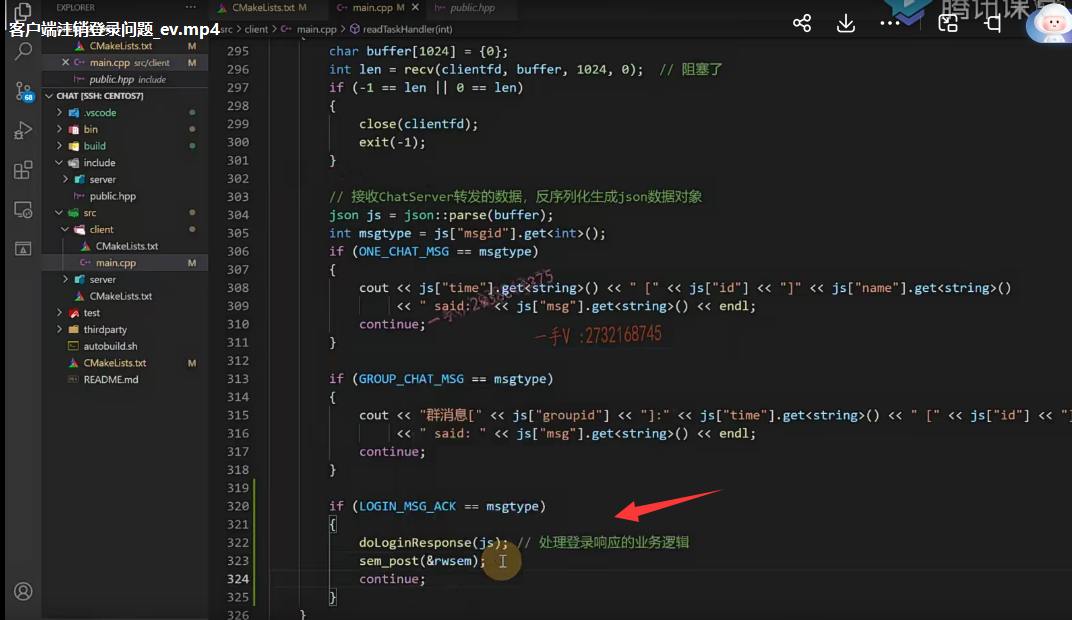 EXPLORER
CMakeLists.txt M
main.cpp M
public.hpp
腾讯课堂
客户端注销登录问题_ev.mp4
src > client > main.cpp > readTaskHandler(int)
CMakeLists.txt M
main.cpp src/client M
public.hpp include
CHAT [SSH: CENTOS7]
.vscode
bin
build
include
server
public.hpp
src
client
CMakeLists.txt
main.cpp M
server
CMakeLists.txt
test
thirdparty
autobuild.sh
CMakeLists.txt M
README.md
68
295 char buffer[1024] = {0};
296 int len = recv(clientfd, buffer, 1024, 0); // 阻塞了
297 if (-1 == len || 0 == len)
298 {
299 close(clientfd);
300 exit(-1);
301 }
302
303 // 接收ChatServer转发的数据，反序列化生成json数据对象
304 json js = json::parse(buffer);
305 int msgtype = js["msgid"].get<int>();
306 if (ONE_CHAT_MSG == msgtype)
307 {
308 cout << js["time"].get<string>() << " [" << js["id"] << "]" << js["name"].get<string>()
309 << " said: " << js["msg"].get<string>() << endl;
310 continue;
311 }
312
313 if (GROUP_CHAT_MSG == msgtype)
314 {
315 cout << "群消息[" << js["groupid"] << "]:" << js["time"].get<string>() << " [" << js["id"] << "]
316 << " said: " << js["msg"].get<string>() << endl;
317 continue;
318 }
319
320 if (LOGIN_MSG_ACK == msgtype)
321 {
322 doLoginResponse(js); // 处理登录响应的业务逻辑
323 sem_post(&rwsem);
324 continue;
325 }
326 }
一手V :2732168745